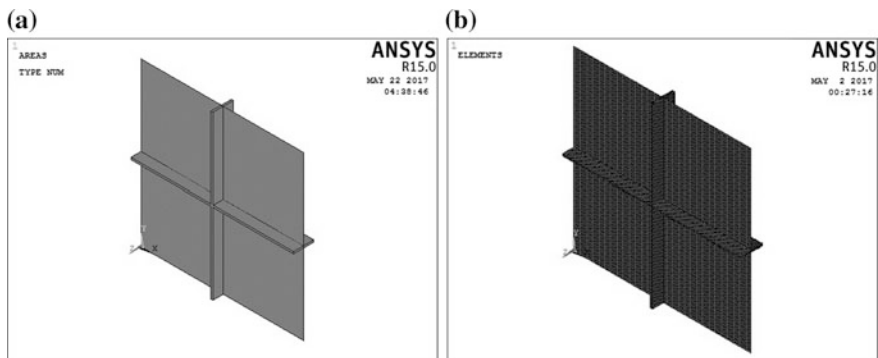 (a)
1
AREAS
TYPE NUM
ANSYS
R15.0
MAY 22 2017
04:38:46
Y
Z
X
(b)
1
ELEMENTS
ANSYS
R15.0
MAY 2 2017
00:27:16
Y
Z
X